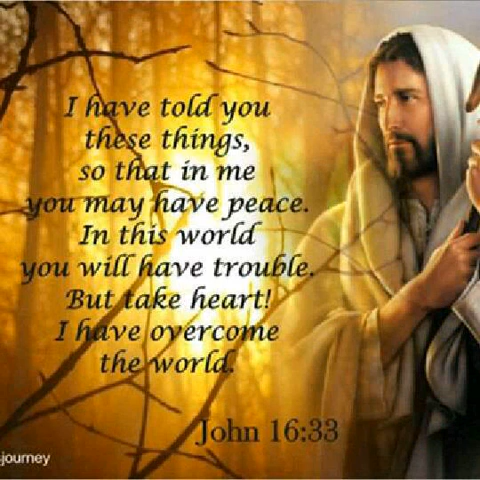 I have told you
these things,
so that in me
you may have peace.
In this world
you will have trouble.
But take heart!
I have overcome
the world.
John 16:33
journey